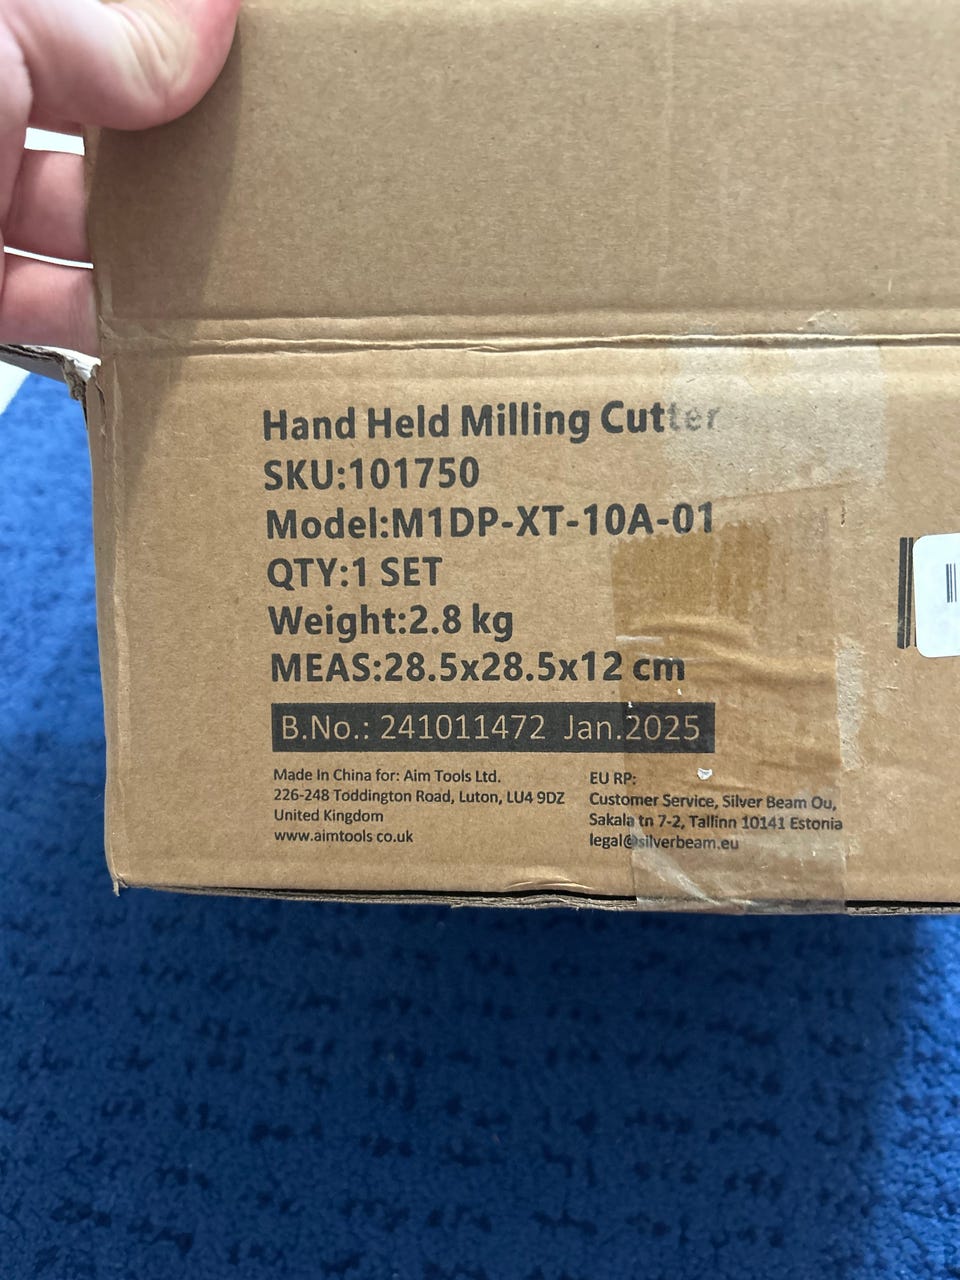 Hand Held Milling Cutter
SKU:101750
Model:M1DP-XT-10A-01
QTY:1 SET
Weight:2.8 kg
MEAS:28.5x28.5x12 cm
B.No.: 241011472 Jan.2025
Made In China for: Aim Tools Ltd.
226-248 Toddington Road, Luton, LU4 9DZ
United Kingdom
www.aimtools.co.uk
EU RP:
Customer Service, Silver Beam Ou,
Sakala tn 7-2, Tallinn 10141 Estonia
legal@silverbeam.eu